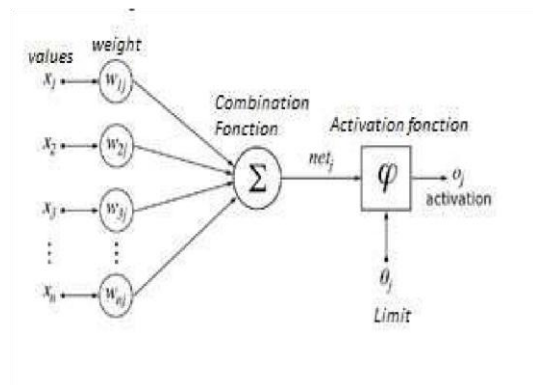 values weight
x1 w1j
x2 w2j
x3 w3j
xn wnj
Combination
Fonction
Σ
Activation fonction
netj
φ
oj
activation
θj
Limit